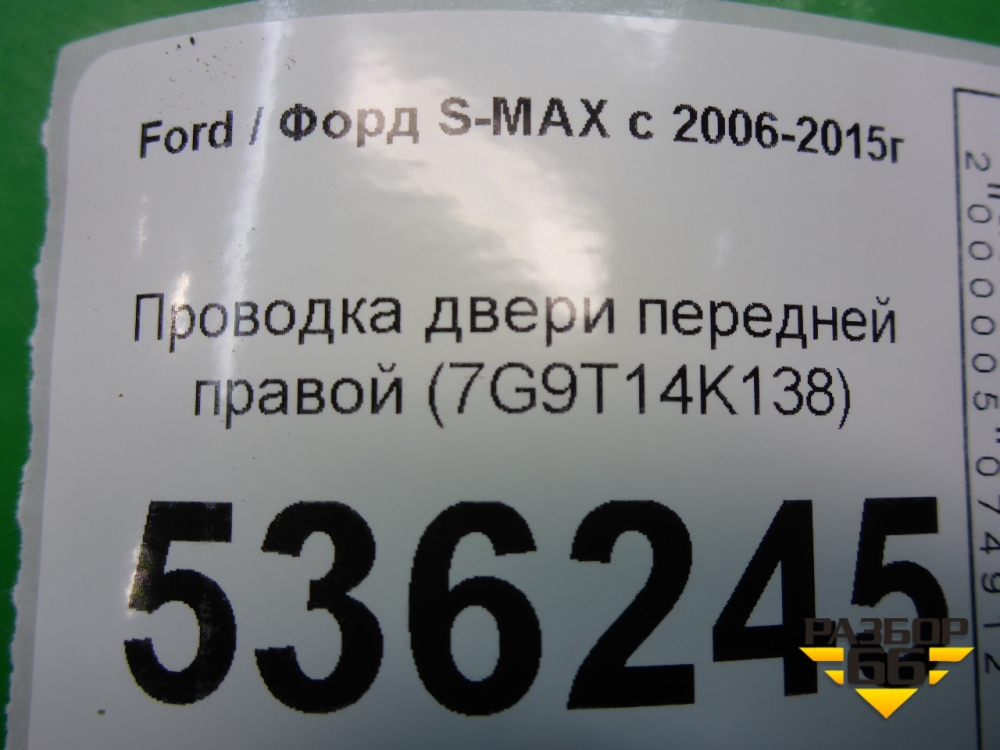 Ford / Форд S-MAX с 2006-2015г
Проводка двери передней
правой (7G9T14K138)
536245
РАЗБОР
66